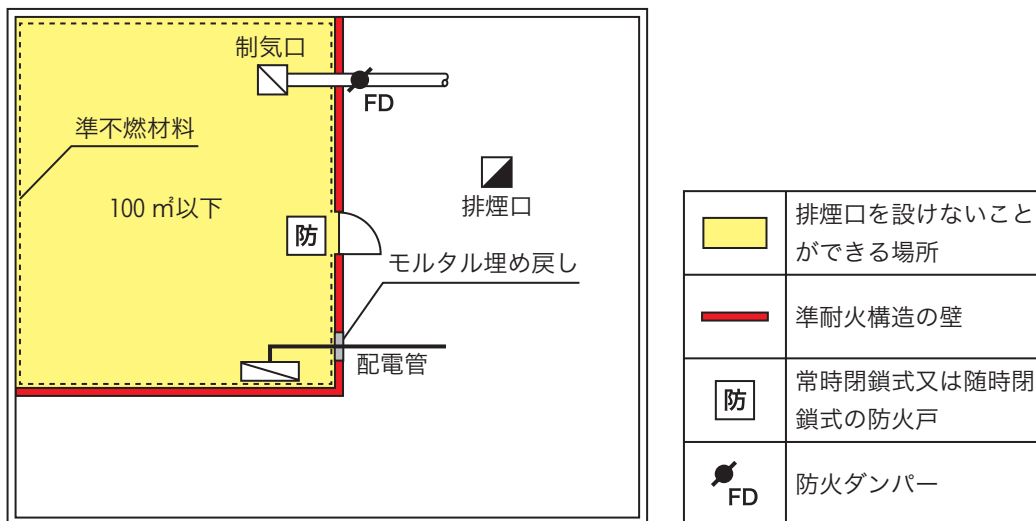 制気口
FD
準不燃材料
100 ㎡以下
排煙口
防
モルタル埋め戻し
配電管
排煙口を設けないこと
ができる場所
準耐火構造の壁
防
常時閉鎖式又は随時閉
鎖式の防火戸
FD
防火ダンパー